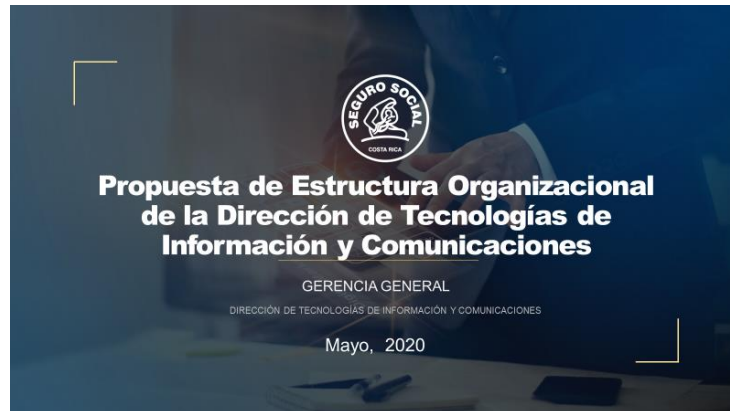 SEGURO SOCIAL
COSTA RICA
Propuesta de Estructura Organizacional
de la Dirección de Tecnologías de
Información y Comunicaciones
GERENCIA GENERAL
DIRECCIÓN DE TECNOLOGÍAS DE INFORMACIÓN Y COMUNICACIONES
Mayo, 2020